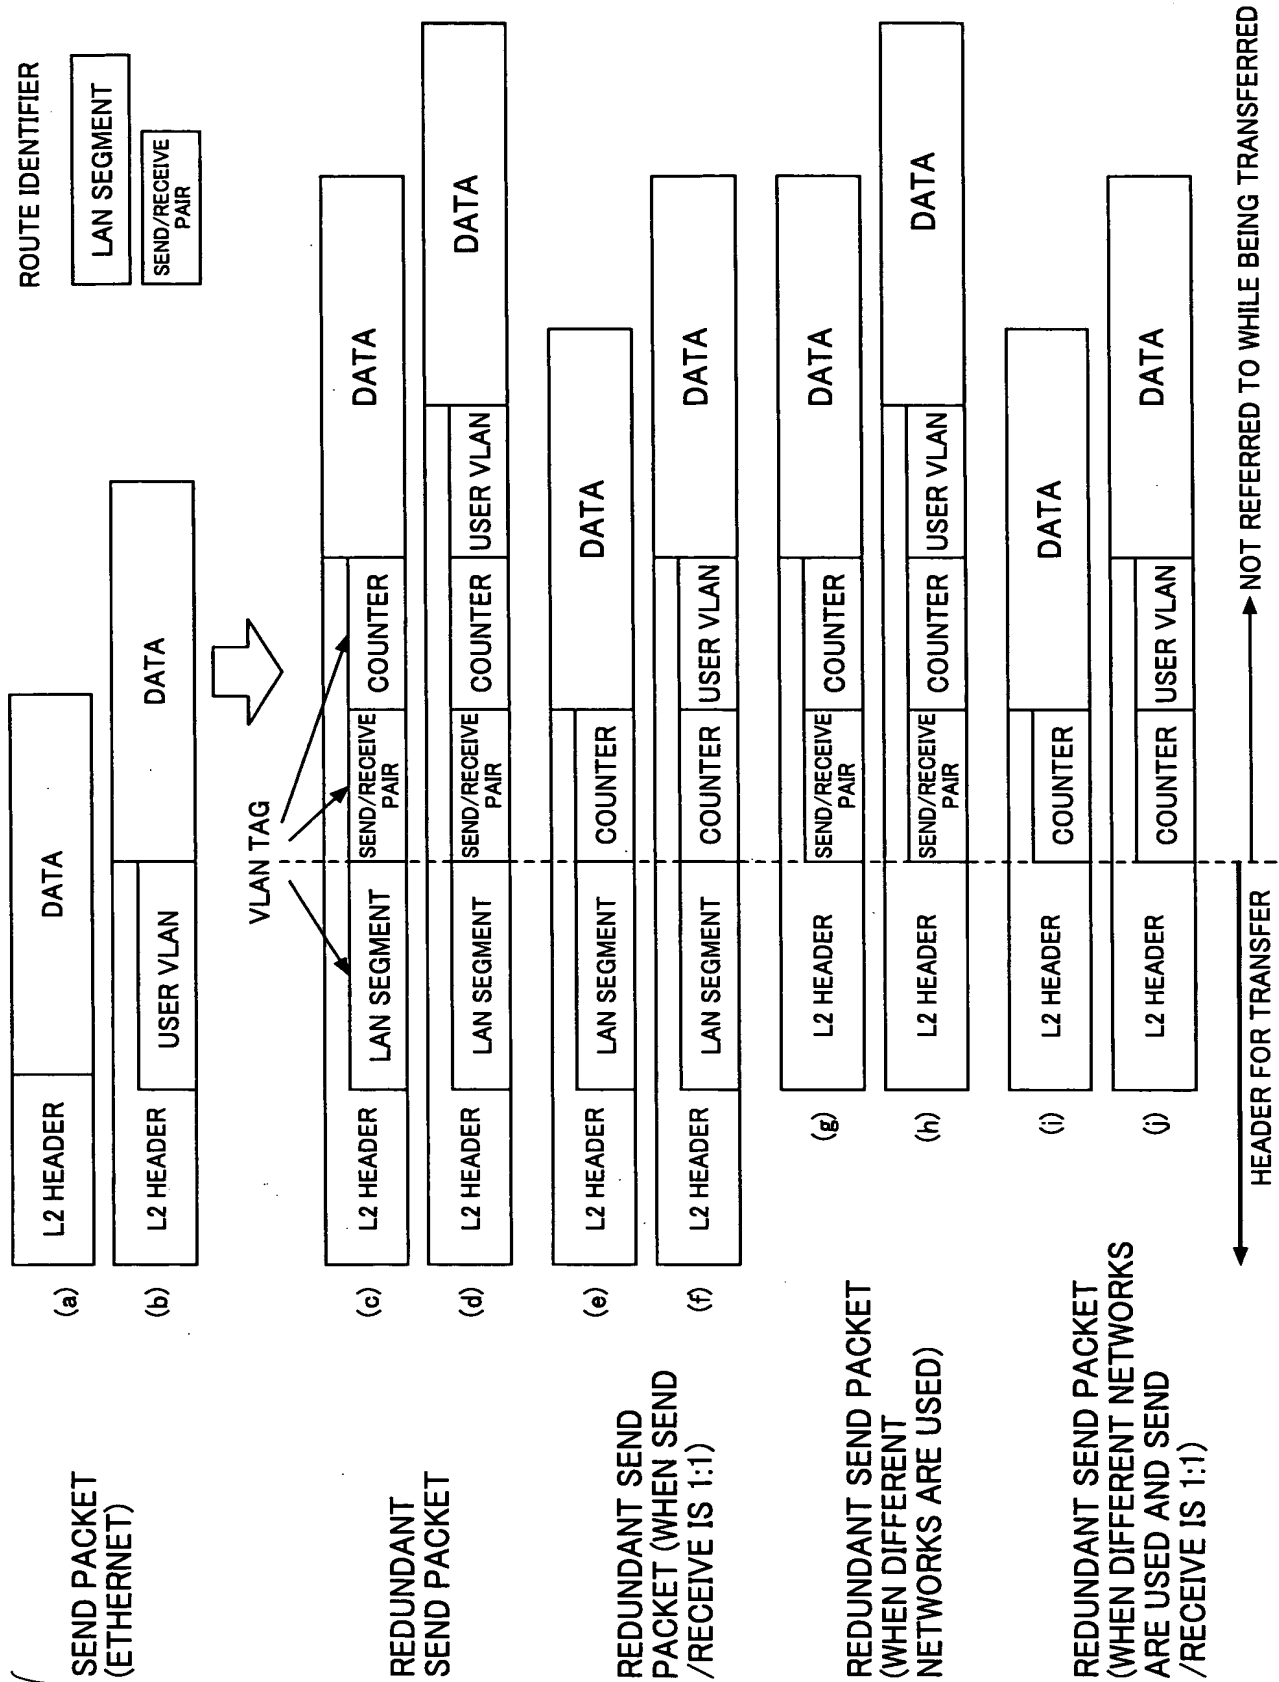 ROUTE IDENTIFIER
LAN SEGMENT
SEND/RECEIVE
PAIR
SEND PACKET
(ETHERNET)
(a)
L2 HEADER
DATA
(b)
L2 HEADER
USER VLAN
DATA
VLAN TAG
REDUNDANT
SEND PACKET
(c)
L2 HEADER
LAN SEGMENT
SEND/RECEIVE
PAIR
COUNTER
DATA
(d)
L2 HEADER
LAN SEGMENT
SEND/RECEIVE
PAIR
COUNTER
USER VLAN
DATA
REDUNDANT SEND
PACKET (WHEN SEND
/RECEIVE IS 1:1)
(e)
L2 HEADER
LAN SEGMENT
COUNTER
DATA
(f)
L2 HEADER
LAN SEGMENT
COUNTER
USER VLAN
DATA
REDUNDANT SEND PACKET
(WHEN DIFFERENT
NETWORKS ARE USED)
(g)
L2 HEADER
SEND/RECEIVE
PAIR
COUNTER
DATA
(h)
L2 HEADER
SEND/RECEIVE
PAIR
COUNTER
USER VLAN
DATA
REDUNDANT SEND PACKET
(WHEN DIFFERENT NETWORKS
ARE USED AND SEND
/RECEIVE IS 1:1)
(i)
L2 HEADER
COUNTER
DATA
(j)
L2 HEADER
COUNTER
USER VLAN
DATA
HEADER FOR TRANSFER
NOT REFERRED TO WHILE BEING TRANSFERRED